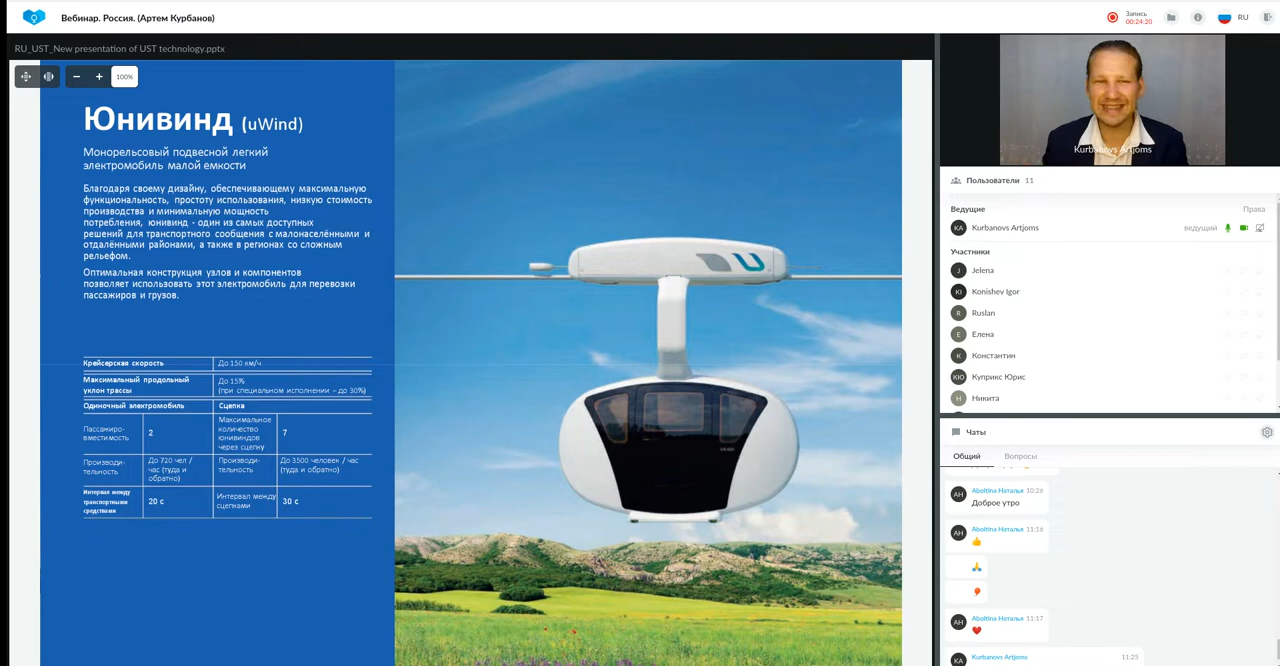 Вебинар. Россия. (Артем Курбанов)
Запись
00:24:20
RU
RU_UST_New presentation of UST technology.pptx
100%
Юнивинд (uWind)
Монорельсовый подвесной легкий
электромобиль малой емкости
Благодаря своему дизайну, обеспечивающему максимальную
функциональность, простоту использования, низкую стоимость
производства и минимальную мощность
потребления, юнивинд - один из самых доступных
решений для транспортного сообщения с малонаселёнными и
отдалёнными районами, а также в регионах со сложным
рельефом.
Оптимальная конструкция узлов и компонентов
позволяет использовать этот электромобиль для перевозки
пассажиров и грузов.
Крейсерская скорость До 150 км/ч
Максимальный продольный
уклон трассы
До 15%
(при специальном исполнении – до 30%)
Одиночный электромобиль Сцепка
Пассажиро-
вместимость
2
Максимальное
количество
юнивиндов
через сцепку
7
Производи-
тельность
До 720 чел /
час (туда и
обратно)
Производи-
тельность
До 3500 человек / час
(туда и обратно)
Интервал между
транспортными
средствами
20 с
Интервал между
сцепками
30 с
Kurbanovs Artjoms
Пользователи 11
Ведущие Права
KA Kurbanovs Artjoms ведущий
Участники
J Jelena
KI Konishev Igor
R Ruslan
Е Елена
К Константин
КЮ Куприкс Юрис
Н Никита
Чаты
Общий Вопросы
АН Aboltina Наталья 10:26
Доброе утро
АН Aboltina Наталья 11:16
АН Aboltina Наталья 11:17
KA Kurbanovs Artjoms 11:25